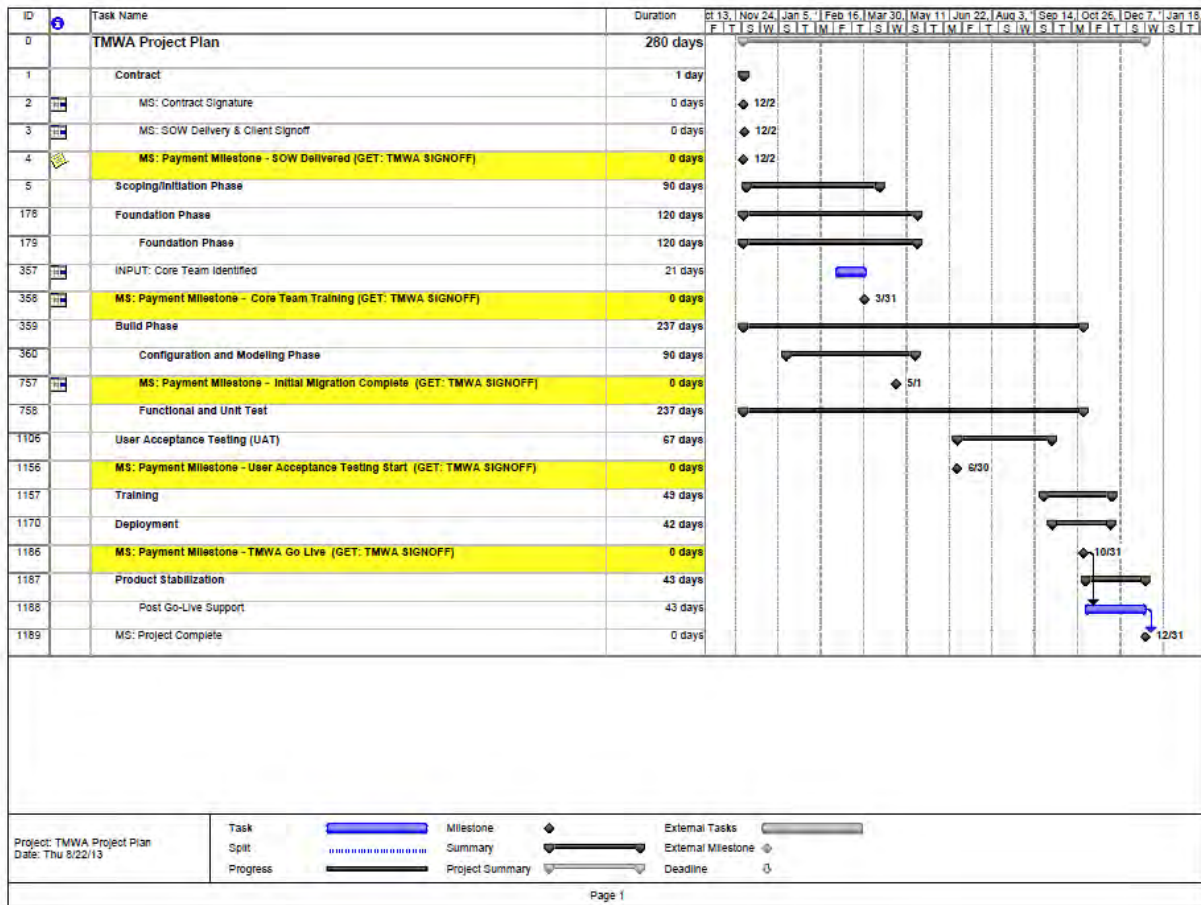 ID Task Name Duration ct 13, Nov 24, Jan 5, ' Feb 16, Mar 30, May 11 Jun 22, Aug 3, ' Sep 14, Oct 26, Dec 7, ' Jan 18,
F T S W S T M F T S W S T M F T S W S T M F T S W S T
0 TMWA Project Plan 280 days
1 Contract 1 day
2 MS: Contract Signature 0 days 12/2
3 MS: SOW Delivery & Client Signoff 0 days 12/2
4 MS: Payment Milestone - SOW Delivered (GET: TMWA SIGNOFF) 0 days 12/2
5 Scoping/Initiation Phase 90 days
178 Foundation Phase 120 days
179 Foundation Phase 120 days
357 INPUT: Core Team Identified 21 days
358 MS: Payment Milestone - Core Team Training (GET: TMWA SIGNOFF) 0 days 3/31
359 Build Phase 237 days
360 Configuration and Modeling Phase 90 days
757 MS: Payment Milestone - Initial Migration Complete (GET: TMWA SIGNOFF) 0 days 5/1
758 Functional and Unit Test 237 days
1106 User Acceptance Testing (UAT) 67 days
1156 MS: Payment Milestone - User Acceptance Testing Start (GET: TMWA SIGNOFF) 0 days 6/30
1157 Training 49 days
1170 Deployment 42 days
1186 MS: Payment Milestone - TMWA Go Live (GET: TMWA SIGNOFF) 0 days 10/31
1187 Product Stabilization 43 days
1188 Post Go-Live Support 43 days
1189 MS: Project Complete 0 days 12/31
Project: TMWA Project Plan
Date: Thu 8/22/13
Task Milestone External Tasks
Split Summary External Milestone
Progress Project Summary Deadline
Page 1